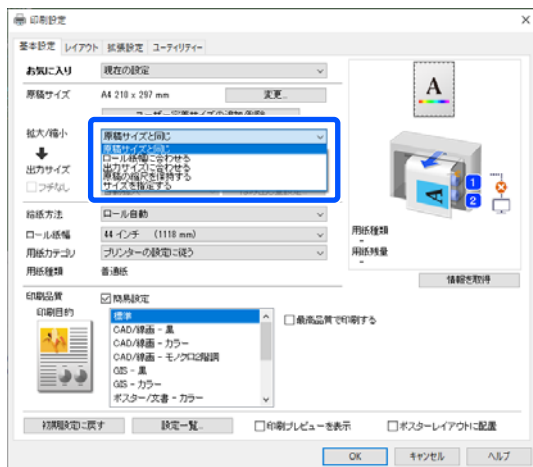 印刷設定
基本設定 レイアウト 拡張設定 ユーティリティー
お気に入り 現在の設定
原稿サイズ A4 210 x 297 mm 変更...
拡大/縮小 原稿サイズと同じ
原稿サイズと同じ
ロール紙幅に合わせる
出力サイズに合わせる
原稿の縮尺を保持する
サイズを指定する
出力サイズ
フチなし
給紙方法 ロール自動
ロール紙幅 44 インチ (1118 mm)
用紙カテゴリ プリンターの設定に従う
用紙種類 普通紙
印刷品質 簡易設定
印刷目的 標準
CAD/線画 - 黒
CAD/線画 - カラー
CAD/線画 - モノクロ2階調
GIS - 黒
GIS - カラー
ポスター/文書 - カラー
最高品質で印刷する
A
1
2
用紙種類
-
用紙残量
-
情報を取得
初期設定に戻す 設定一覧... 印刷プレビューを表示 ポスターレイアウトに配置
OK キャンセル ヘルプ